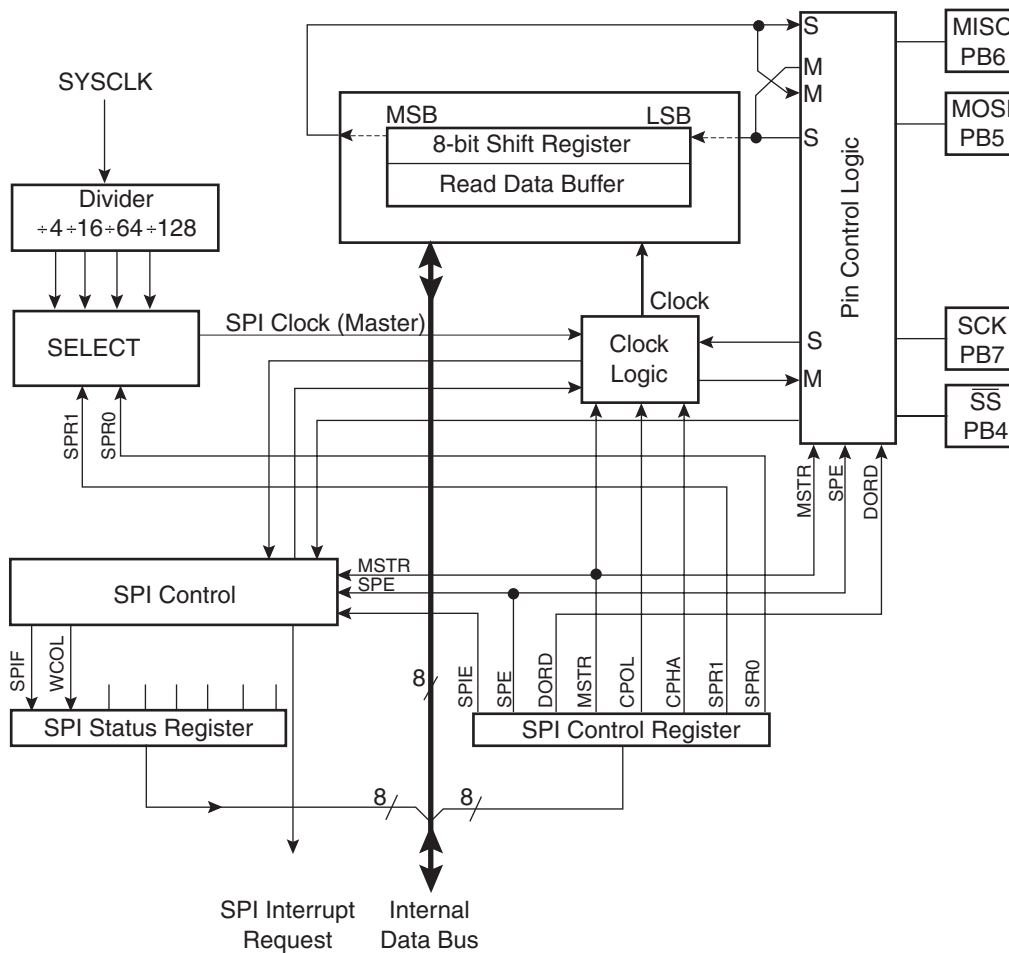 SYSCLK
Divider
÷4 ÷16 ÷64 ÷128
SELECT
SPR1
SPR0
MSB
LSB
8-bit Shift Register
Read Data Buffer
SPI Clock (Master)
Clock
Clock
Logic
S
M
M
S
S
M
Pin Control Logic
MISO
PB6
MOSI
PB5
SCK
PB7
SS
PB4
MSTR
SPE
DORD
MSTR
SPE
SPI Control
SPIF
WCOL
SPI Status Register
8
SPIE
SPE
DORD
MSTR
CPOL
CPHA
SPR1
SPR0
SPI Control Register
8
8
SPI Interrupt
Request
Internal
Data Bus